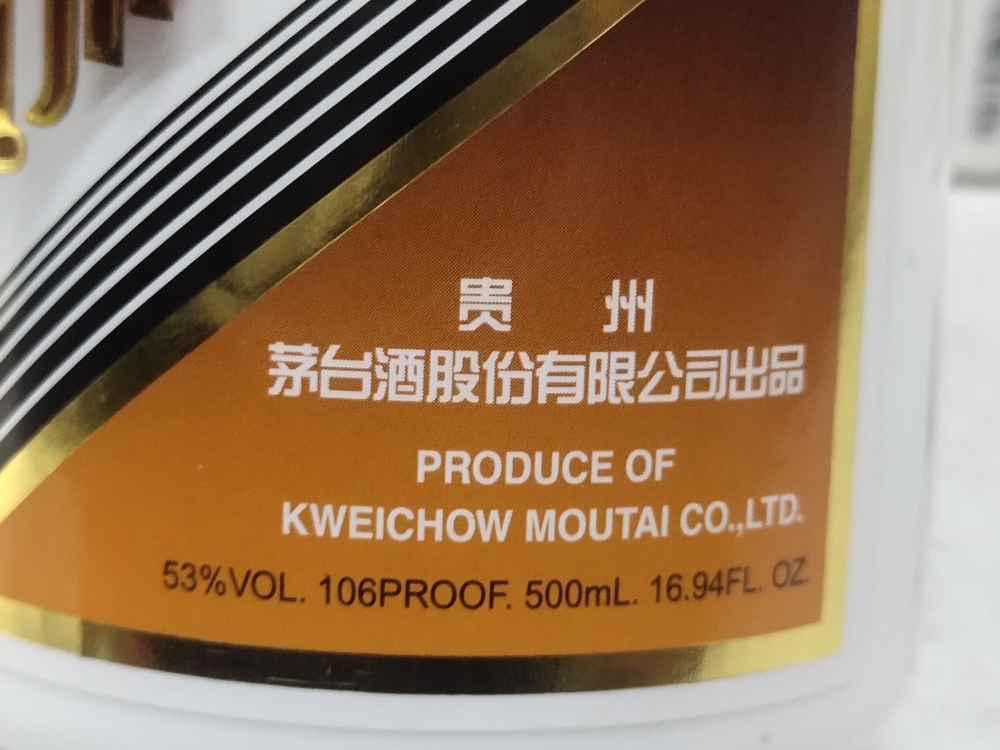 贵 州
茅台酒股份有限公司出品
PRODUCE OF
KWEICHOW MOUTAI CO.,LTD.
53%VOL. 106PROOF. 500mL. 16.94FL. OZ.